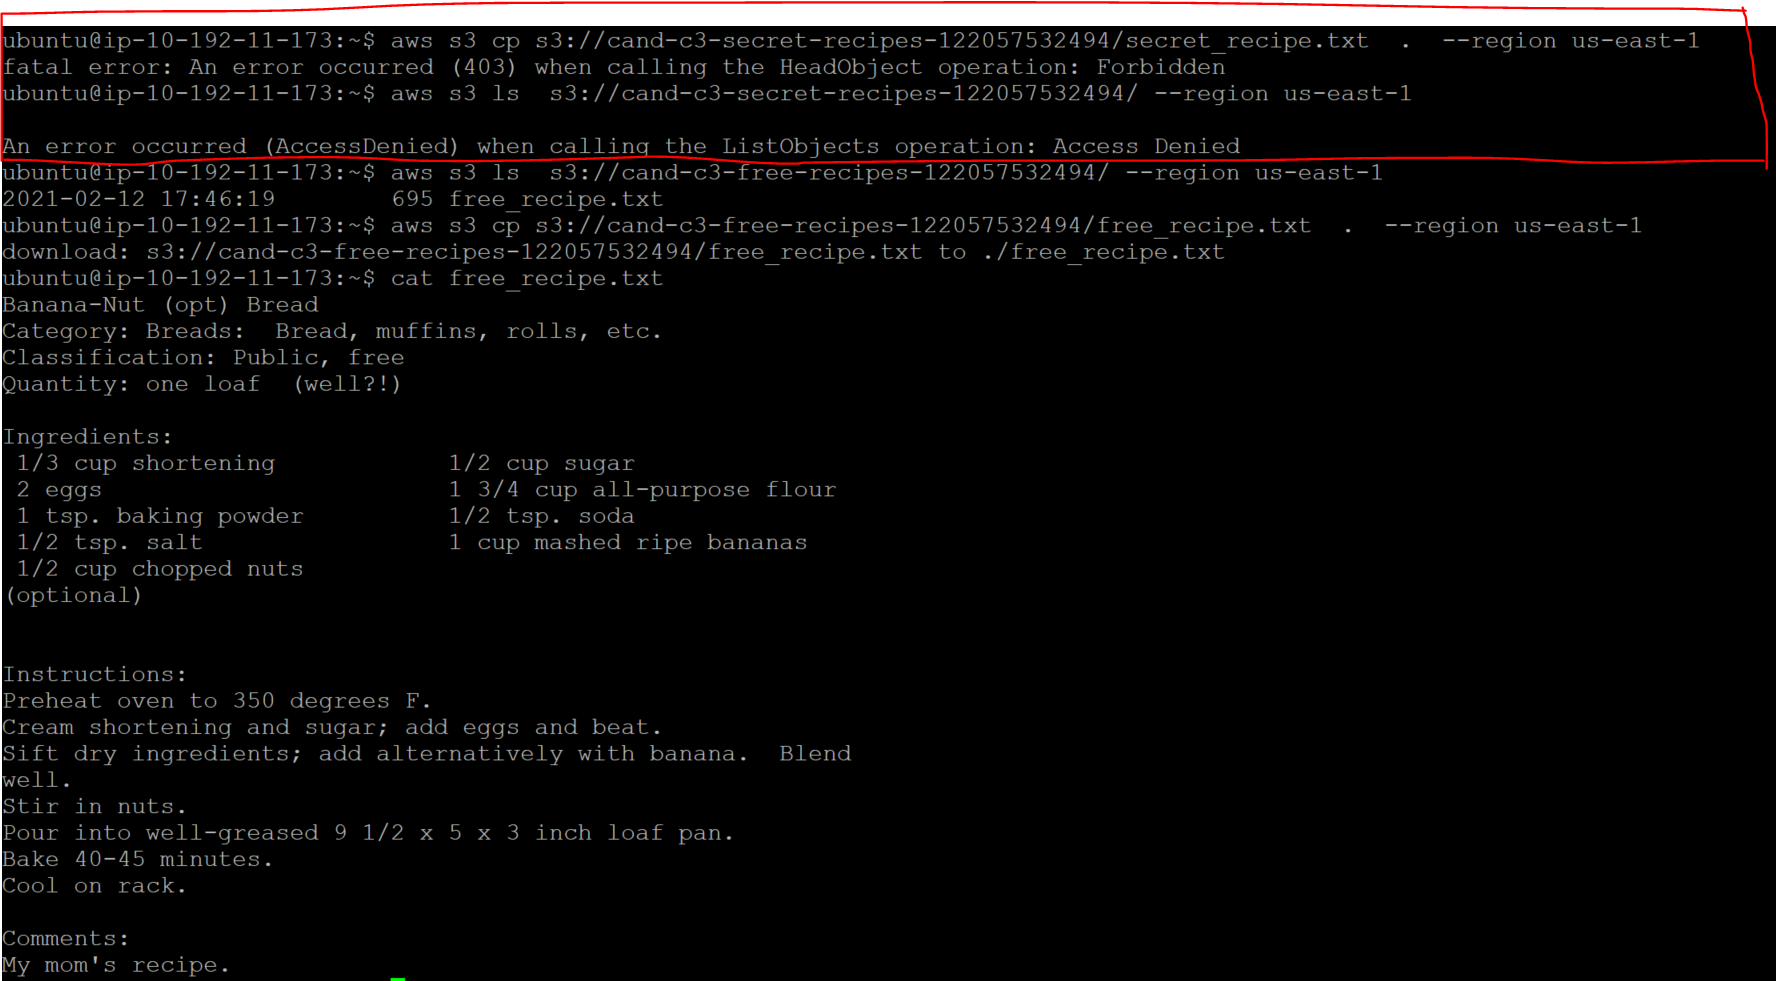 ubuntu@ip-10-192-11-173:~$ aws s3 cp s3://cand-c3-secret-recipes-122057532494/secret_recipe.txt  .  --region us-east-1
fatal error: An error occurred (403) when calling the HeadObject operation: Forbidden
ubuntu@ip-10-192-11-173:~$ aws s3 ls  s3://cand-c3-secret-recipes-122057532494/ --region us-east-1
An error occurred (AccessDenied) when calling the ListObjects operation: Access Denied
ubuntu@ip-10-192-11-173:~$ aws s3 ls  s3://cand-c3-free-recipes-122057532494/ --region us-east-1
2021-02-12 17:46:19        695 free_recipe.txt
ubuntu@ip-10-192-11-173:~$ aws s3 cp s3://cand-c3-free-recipes-122057532494/free_recipe.txt  .  --region us-east-1
download: s3://cand-c3-free-recipes-122057532494/free_recipe.txt to ./free_recipe.txt
ubuntu@ip-10-192-11-173:~$ cat free_recipe.txt
Banana-Nut (opt) Bread
Category: Breads:  Bread, muffins, rolls, etc.
Classification: Public, free
Quantity: one loaf  (well?!)
Ingredients:
1/3 cup shortening            1/2 cup sugar
2 eggs                        1 3/4 cup all-purpose flour
1 tsp. baking powder          1/2 tsp. soda
1/2 tsp. salt                 1 cup mashed ripe bananas
1/2 cup chopped nuts
(optional)
Instructions:
Preheat oven to 350 degrees F.
Cream shortening and sugar; add eggs and beat.
Sift dry ingredients; add alternatively with banana.  Blend
well.
Stir in nuts.
Pour into well-greased 9 1/2 x 5 x 3 inch loaf pan.
Bake 40-45 minutes.
Cool on rack.
Comments:
My mom's recipe.